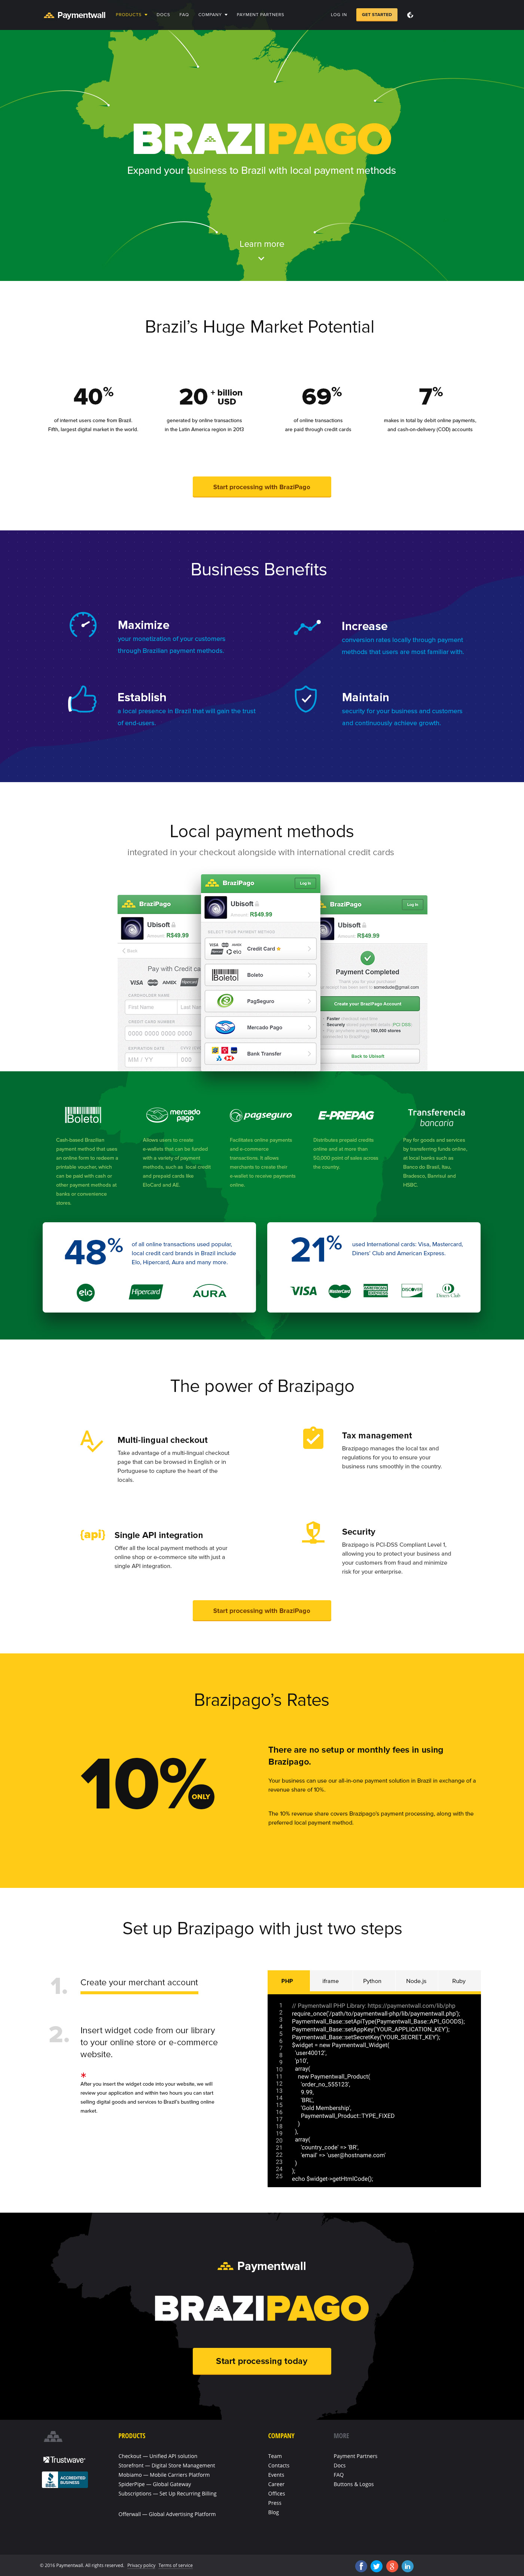 Paymentwall PRODUCTS DOCS FAQ COMPANY PAYMENT PARTNERS LOG IN GET STARTED
BRAZIPAGO
Expand your business to Brazil with local payment methods
Learn more
Brazil's Huge Market Potential
40%
of internet users come from Brazil.
Fifth, largest digital market in the world.
20 + billion USD
generated by online transactions
in the Latin America region in 2013
69%
of online transactions
are paid through credit cards
7%
makes in total by debit online payments,
and cash-on-delivery (COD) accounts
Start processing with BraziPago
Business Benefits
Maximize
your monetization of your customers
through Brazilian payment methods.
Increase
conversion rates locally through payment
methods that users are most familiar with.
Establish
a local presence in Brazil that will gain the trust
of end-users.
Maintain
security for your business and customers
and continuously achieve growth.
Local payment methods
integrated in your checkout alongside with international credit cards
BraziPago
Ubisoft
R$49.99
Back
Pay with Credit ca
VISA
CARDHOLDER NAME
First Name Last Nam
CREDIT CARD NUMBER
0000 0000 0000 0000
EXPIRATION DATE
MM / YY 000
BraziPago Log in
Ubisoft
R$49.99
SELECT YOUR PAYMENT METHOD
Credit Card
Boleto
PagSeguro
Mercado Pago
Bank Transfer
BraziPago Log in
Ubisoft
R$49.99
Payment Completed
Thank you for your purchase!
somedude@gmail.com
Create your BraziPago Account
Faster
Securely (PCI DSS)
100,000 stores
Back to Ubisoft
Boleto
Cash-based Brazilian
payment method that uses
an online form to redeem a
printable voucher, which
can be paid with cash or
other payment methods at
banks or convenience
stores.
mercado
pago
Allows users to create
e-wallets that can be funded
with a variety of payment
methods, such as local credit
and prepaid cards like
EloCard and AE.
pagseguro
Facilitates online payments
and e-commerce
transactions. It allows
merchants to create their
e-wallet to receive payments
online.
E-PREPAG
Distributes prepaid credits
online and at more than
50,000 point of sales across
the country.
Transferencia
bancaria
Pay for goods and services
by transferring funds online,
at local banks such as
Banco do Brasil, Itau,
Bradesco, Banrisul and
HSBC.
48%
of all online transactions used popular,
local credit card brands in Brazil include
Elo, Hipercard, Aura and many more.
elo Hipercard AURA
21%
used International cards: Visa, Mastercard,
Diners' Club and American Express.
VISA MasterCard AMERICAN EXPRESS DISCOVER Diners Club
The power of Brazipago
Multi-lingual checkout
Take advantage of a multi-lingual checkout
page that can be browsed in English or in
Portuguese to capture the heart of the
locals.
Tax management
Brazipago manages the local tax and
regulations for you to ensure your
business runs smoothly in the country.
{api}
Single API integration
Offer all the local payment methods at your
online shop or e-commerce site with just a
single API integration.
Security
Brazipago is PCI-DSS Compliant Level 1,
allowing you to protect your business and
your customers from fraud and minimize
risk for your enterprise.
Start processing with BraziPago
Brazipago's Rates
10% ONLY
There are no setup or monthly fees in using
Brazipago.
Your business can use our all-in-one payment solution in Brazil in exchange of a
revenue share of 10%.
The 10% revenue share covers Brazipago's payment processing, along with the
preferred local payment method.
Set up Brazipago with just two steps
1. Create your merchant account
2. Insert widget code from our library
to your online store or e-commerce
website.
*
After you insert the widget code into your website, we will
review your application and within two hours you can start
selling digital goods and services to Brazil's bustling online
market.
PHP iframe Python Node.js Ruby
1 // Paymentwall PHP Library: https://paymentwall.com/lib/php
2 require_once('/path/to/paymentwall-php/lib/paymentwall.php');
3 Paymentwall_Base::setApiType(Paymentwall_Base::API_GOODS);
4 Paymentwall_Base::setAppKey('YOUR_APPLICATION_KEY');
5 Paymentwall_Base::setSecretKey('YOUR_SECRET_KEY');
6 $widget = new Paymentwall_Widget(
7 'user40012',
8 'p10',
9 array(
10 new Paymentwall_Product(
11 'order_no_555123',
12 9.99,
13 'BRL',
14 'Gold Membership',
15 Paymentwall_Product::TYPE_FIXED
16 )
17 ),
18 array(
19 'country_code' => 'BR',
20 'email' => 'user@hostname.com'
21 )
22 );
23 echo $widget->getHtmlCode();
24
25
Paymentwall
BRAZIPAGO
Start processing today
Trustwave
BBB ACCREDITED BUSINESS
PRODUCTS
Checkout — Unified API solution
Storefront — Digital Store Management
Mobiamo — Mobile Carriers Platform
SpiderPipe — Global Gateway
Subscriptions — Set Up Recurring Billing
Offerwall — Global Advertising Platform
COMPANY
Team
Contacts
Events
Career
Offices
Press
Blog
MORE
Payment Partners
Docs
FAQ
Buttons & Logos
© 2016 Paymentwall. All rights reserved. Privacy policy Terms of service